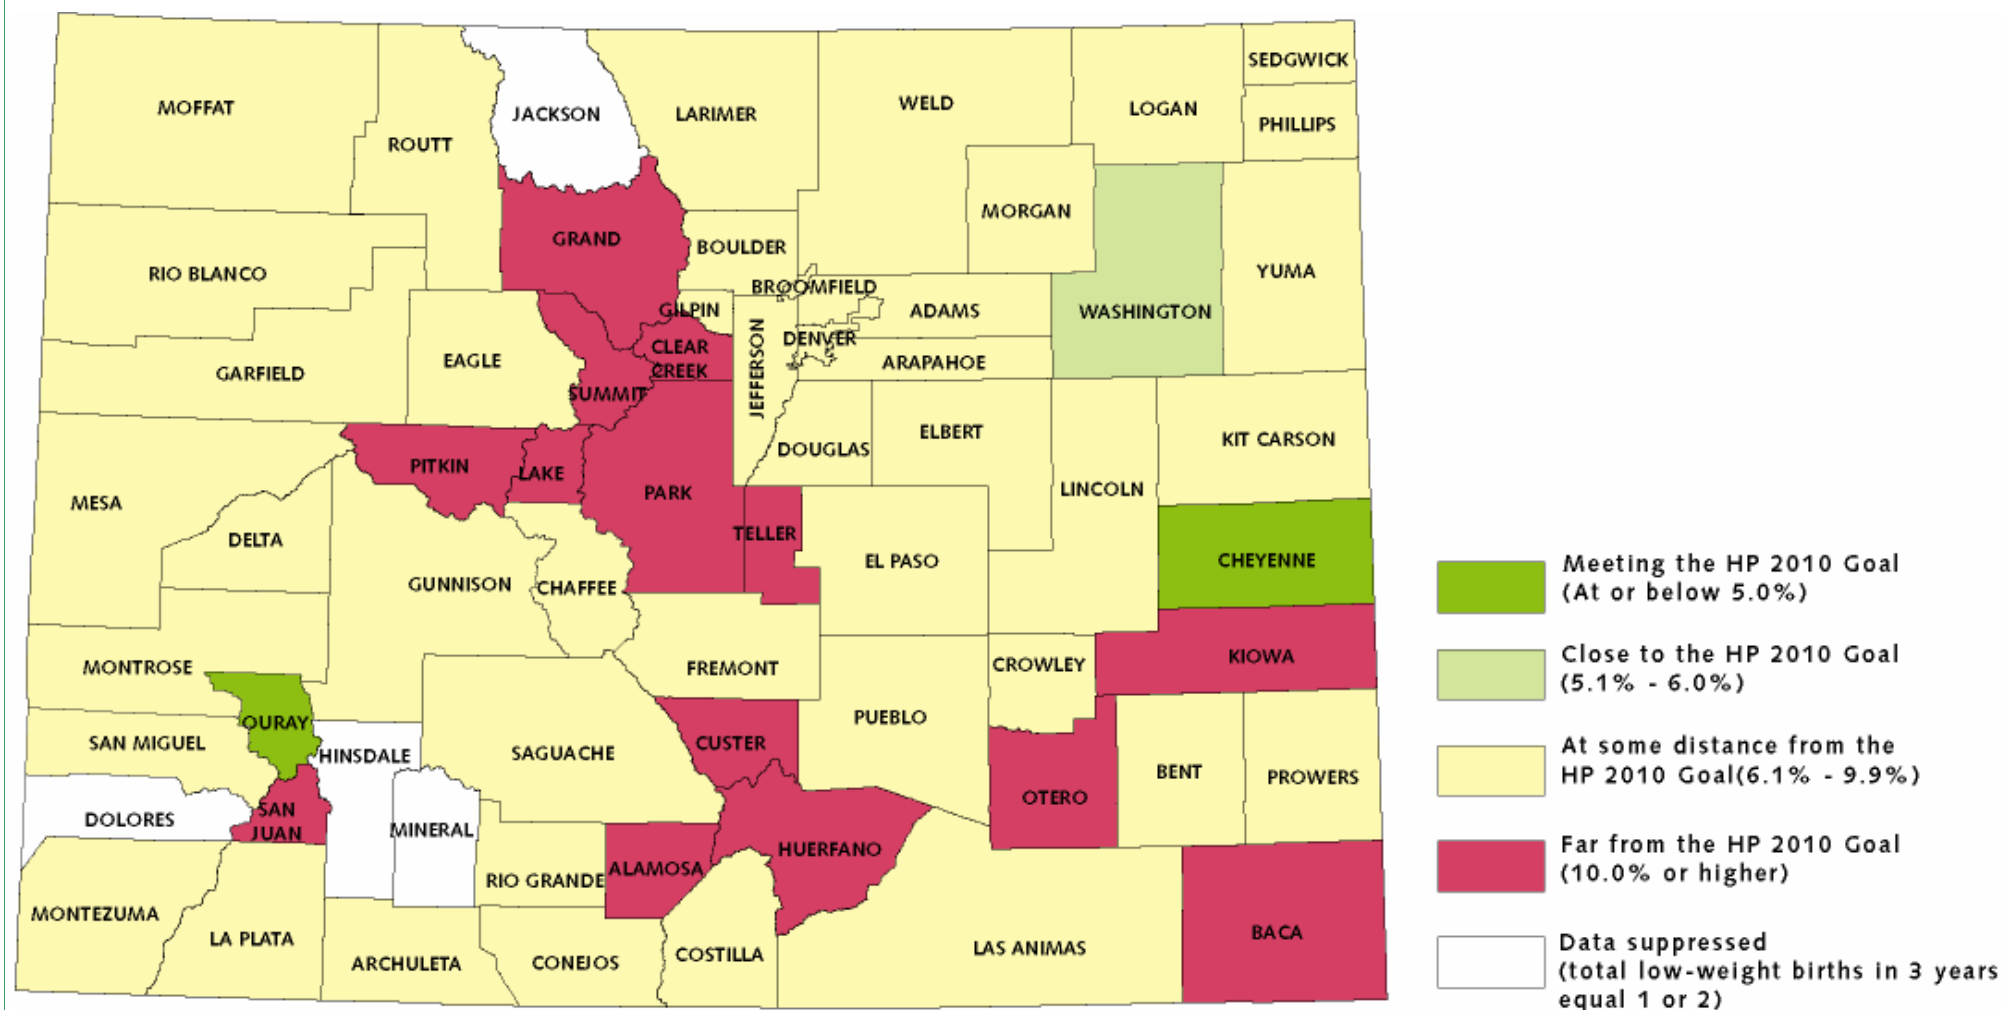 SEDGWICK
MOFFAT
JACKSON
LARIMER
WELD
LOGAN
PHILLIPS
ROUTT
MORGAN
GRAND
BOULDER
RIO BLANCO
YUMA
BROOMFIELD
GILPIN
ADAMS
WASHINGTON
DENVER
CLEAR
CREEK
EAGLE
ARAPAHOE
GARFIELD
JEFFERSON
SUMMIT
ELBERT
KIT CARSON
DOUGLAS
PITKIN
LAKE
PARK
LINCOLN
MESA
TELLER
DELTA
EL PASO
CHEYENNE
GUNNISON
CHAFFEE
MONTROSE
FREMONT
CROWLEY
KIOWA
OURAY
PUEBLO
SAN MIGUEL
HINSDALE
SAGUACHE
CUSTER
BENT
PROWERS
SAN
JUAN
OTERO
DOLORES
MINERAL
HUERFANO
ALAMOSA
RIO GRANDE
MONTEZUMA
LA PLATA
ARCHULETA
CONEJOS
COSTILLA
LAS ANIMAS
BACA
Meeting the HP 2010 Goal
(At or below 5.0%)
Close to the HP 2010 Goal
(5.1% - 6.0%)
At some distance from the
HP 2010 Goal(6.1% - 9.9%)
Far from the HP 2010 Goal
(10.0% or higher)
Data suppressed
(total low-weight births in 3 years
equal 1 or 2)